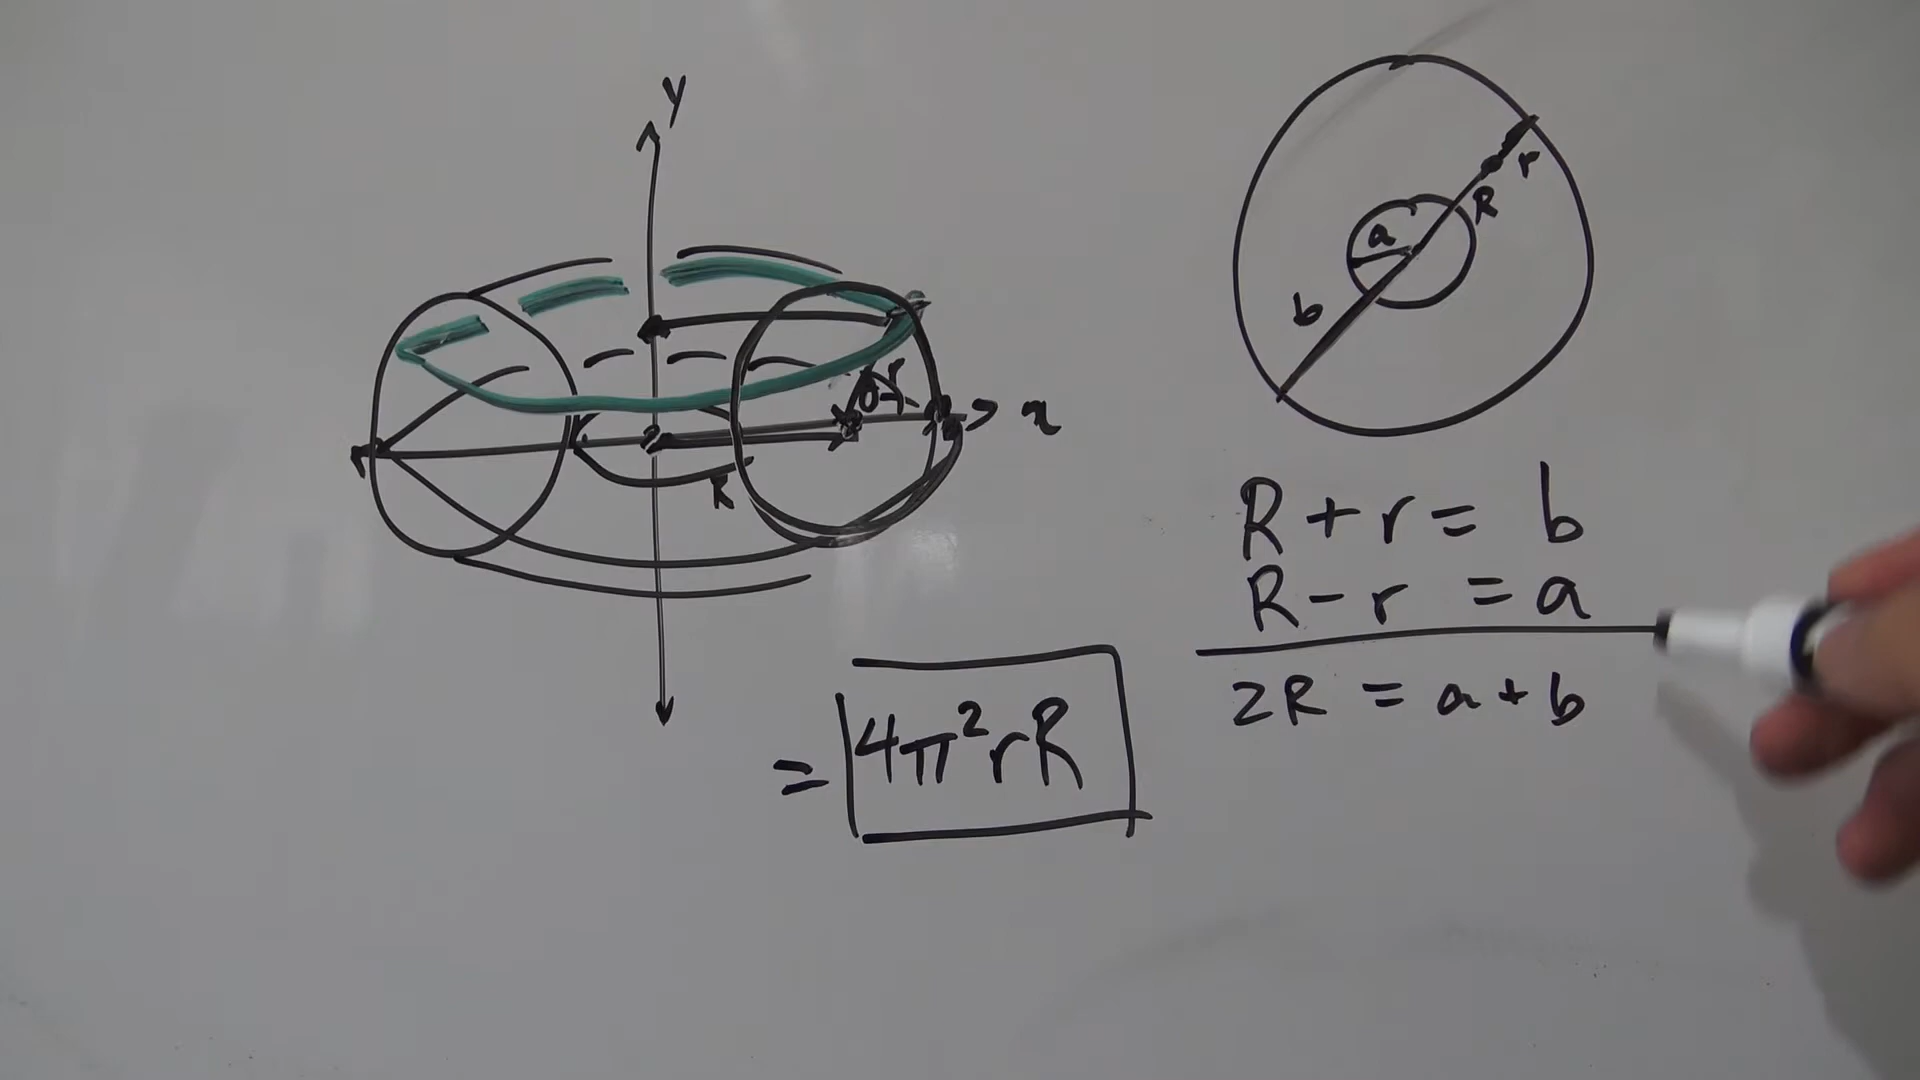 y
x
r
θ
R
r
R
a
b
R + r = b
R - r = a
2R = a + b
= 4π²rR